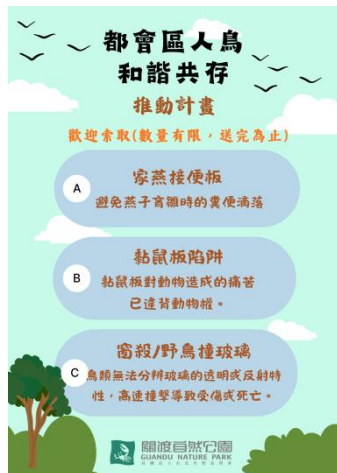 都會區人鳥
和諧共存
推動計畫
歡迎索取(數量有限,送完為止)
A
家燕接便板
避免燕子育雛時的糞便滴落
B
黏鼠板陷阱
黏鼠板對動物造成的痛苦
已違背動物權。
窗殺/野鳥撞玻璃
C
鳥類無法分辨玻璃的透明或反射特
性,高速撞擊導致受傷或死亡。
關渡自然公園
GUANDU NATURE PARK